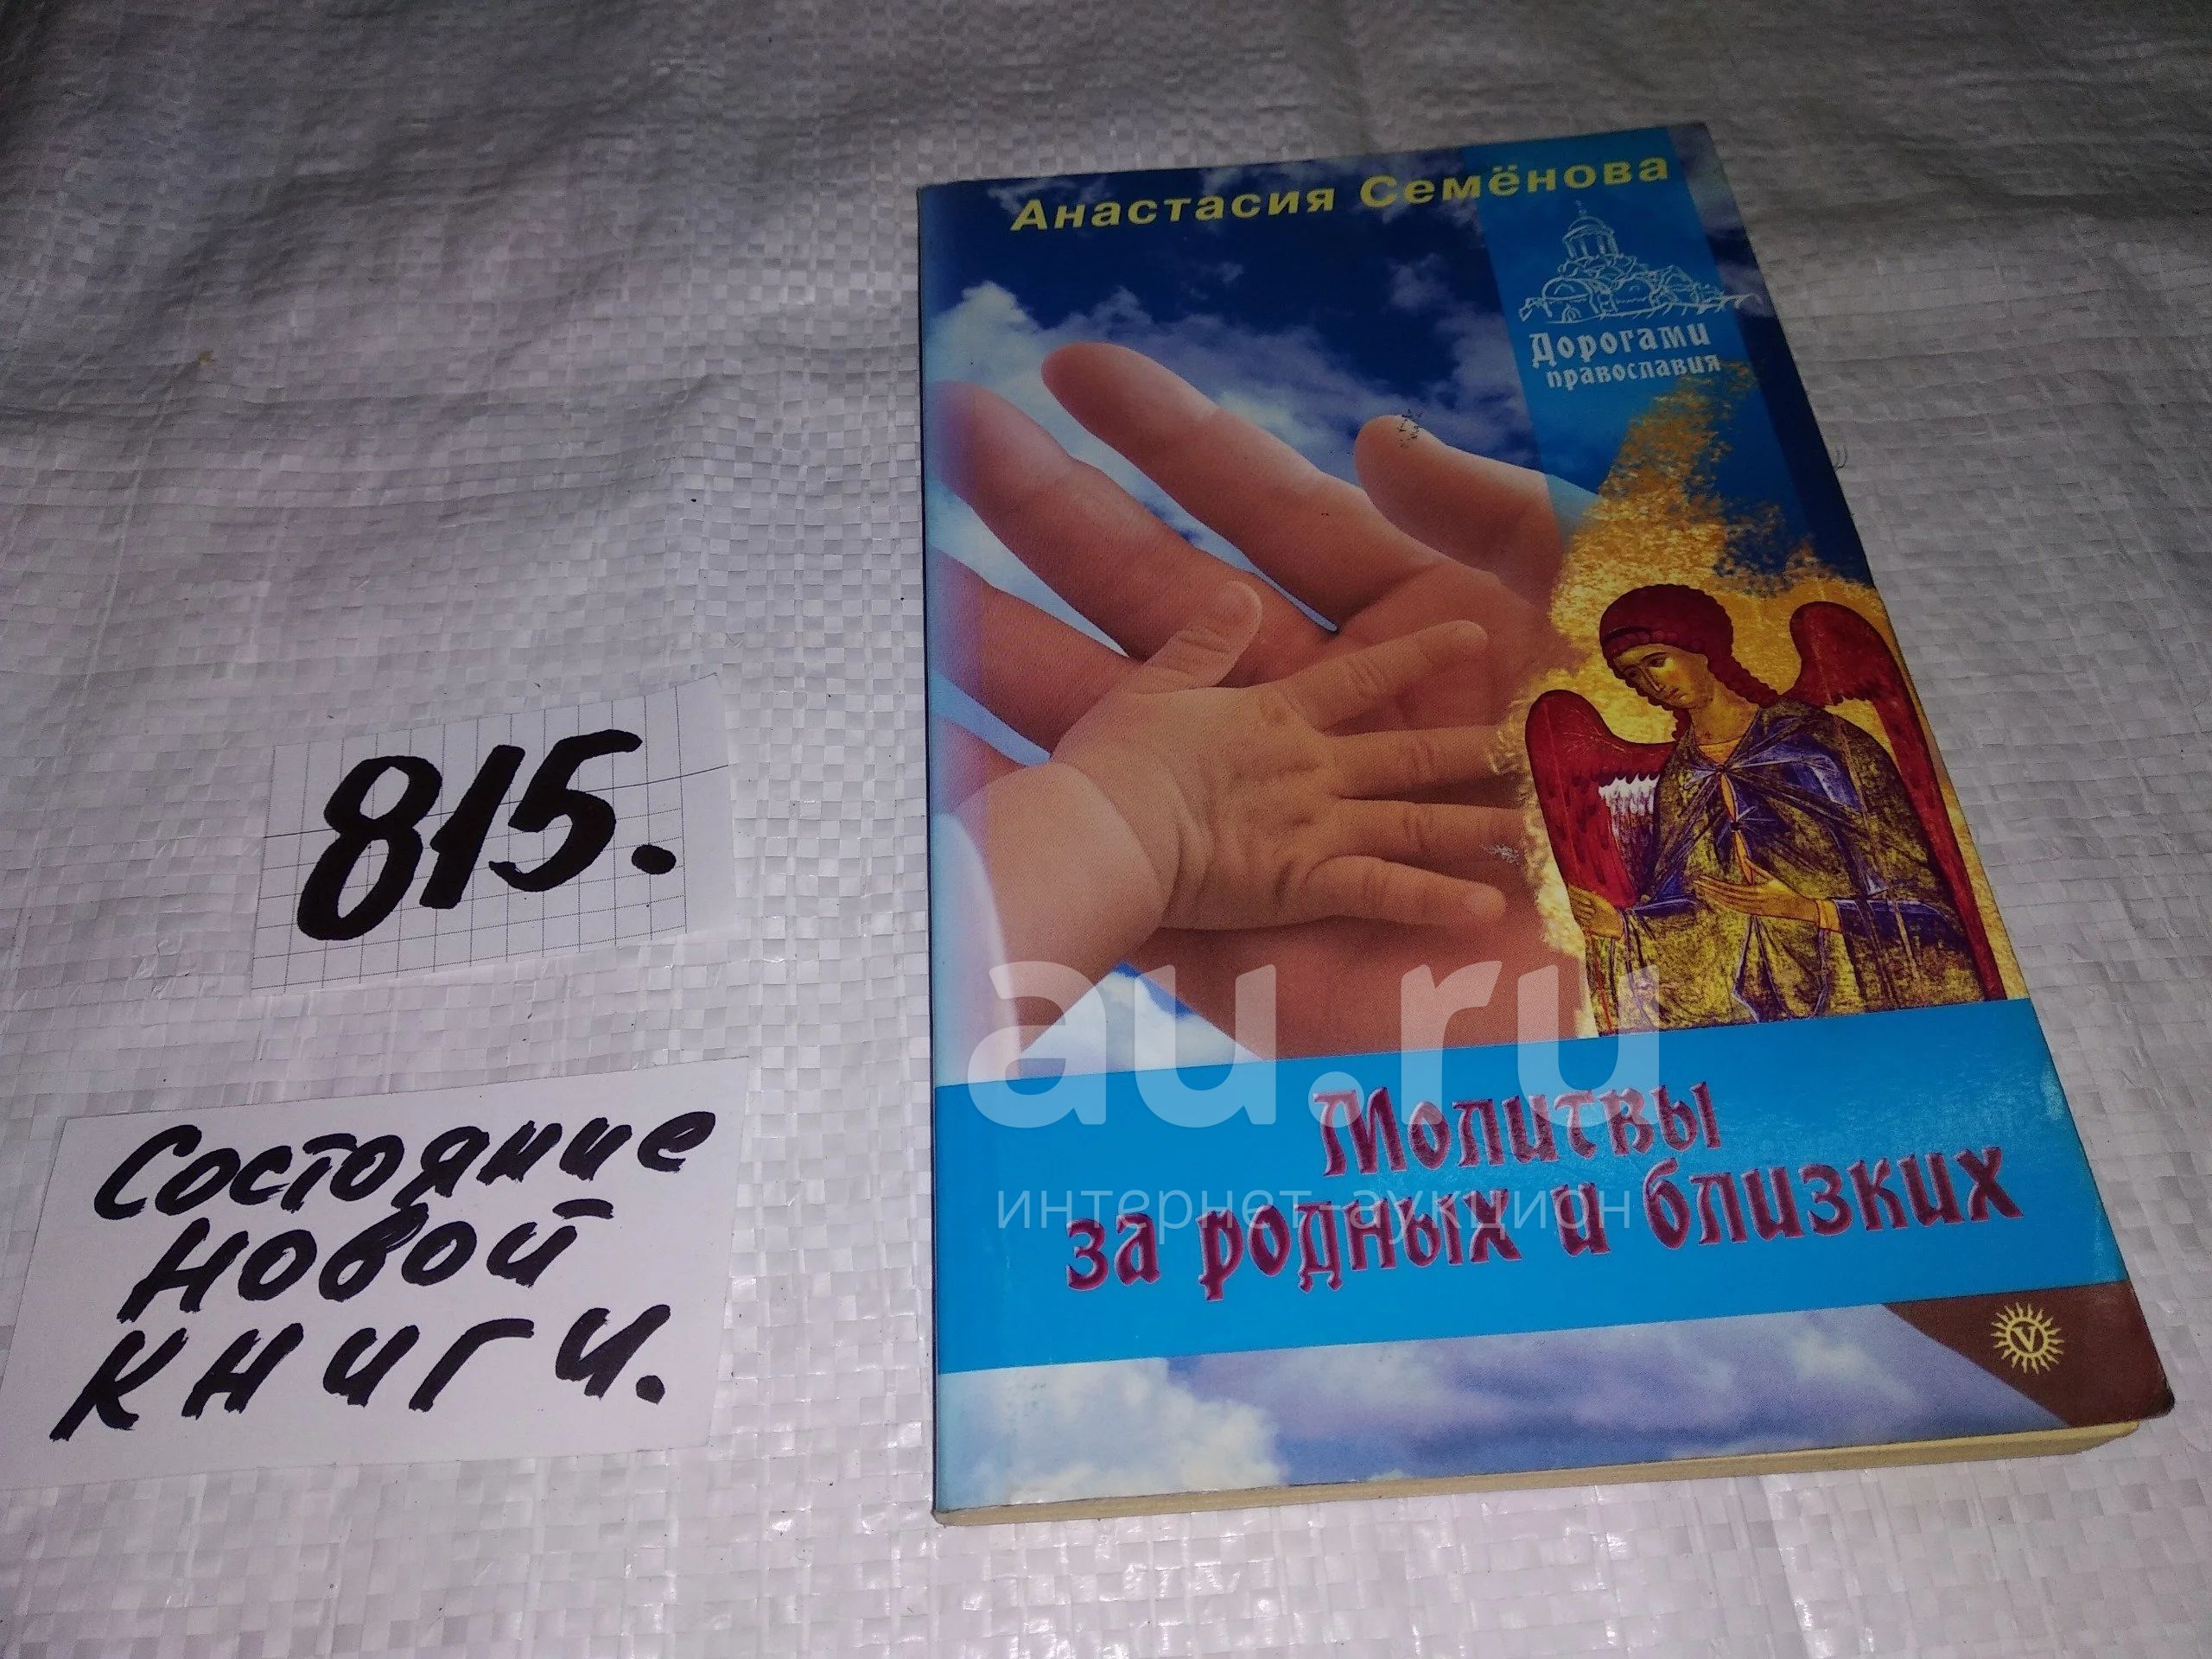 Анастасия Семёнова
Дорогами
православия
815.
Состояние
новой
книги.
Молитвы
за родных и близких
V
au.ru
интернет-аукцион